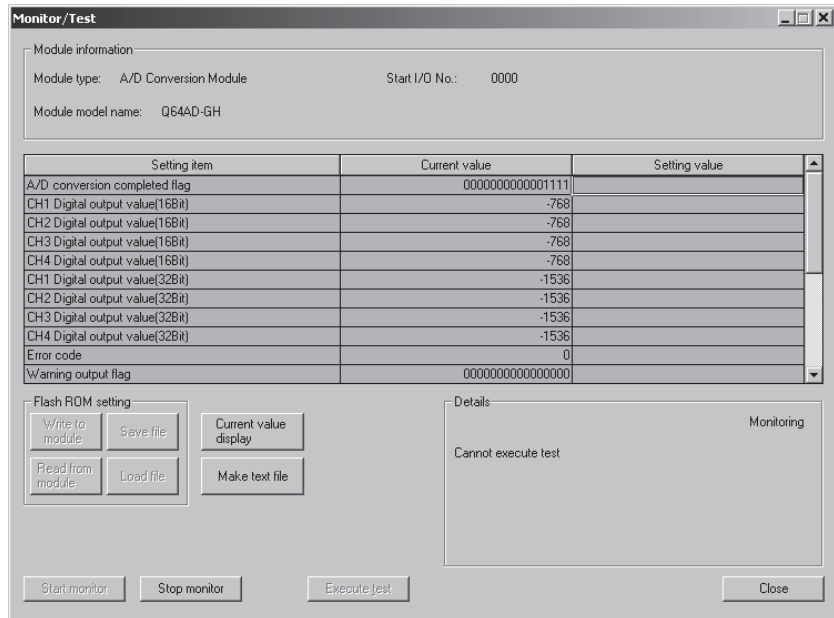 Monitor/Test
Module information
Module type: A/D Conversion Module Start I/O No.: 0000
Module model name: Q64AD-GH
Setting item Current value Setting value
A/D conversion completed flag 0000000000001111
CH1 Digital output value(16Bit) -768
CH2 Digital output value(16Bit) -768
CH3 Digital output value(16Bit) -768
CH4 Digital output value(16Bit) -768
CH1 Digital output value(32Bit) -1536
CH2 Digital output value(32Bit) -1536
CH3 Digital output value(32Bit) -1536
CH4 Digital output value(32Bit) -1536
Error code 0
Warning output flag 0000000000000000
Flash ROM setting
Write to module
Save file
Current value display
Read from module
Load file
Make text file
Details
Monitoring
Cannot execute test
Start monitor Stop monitor Execute test Close